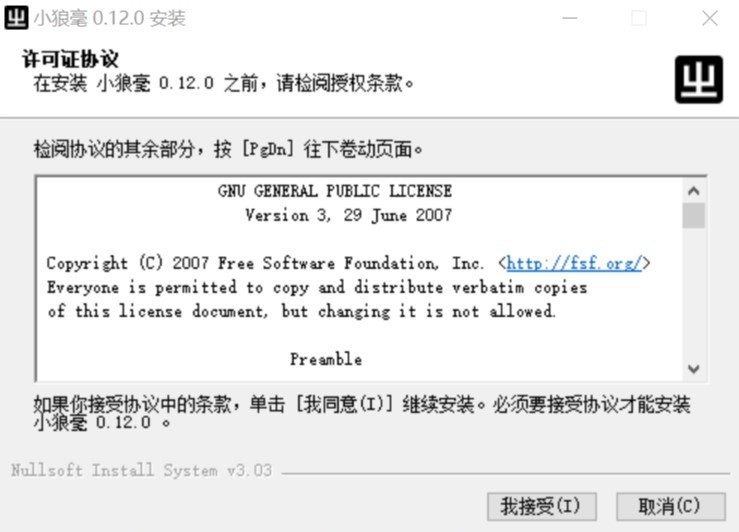 小狼毫 0.12.0 安装
许可证协议
在安装 小狼毫 0.12.0 之前，请检阅授权条款。
检阅协议的其余部分，按 [PgDn] 往下卷动页面。
GNU GENERAL PUBLIC LICENSE
Version 3, 29 June 2007
Copyright (C) 2007 Free Software Foundation, Inc. <http://fsf.org/>
Everyone is permitted to copy and distribute verbatim copies
of this license document, but changing it is not allowed.
Preamble
如果你接受协议中的条款，单击 [我同意(I)] 继续安装。必须要接受协议才能安装
小狼毫 0.12.0 。
Nullsoft Install System v3.03
我接受(I)
取消(C)